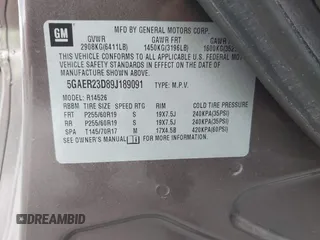 GM
MFD BY GENERAL MOTORS CORP.
GVWR GAWR FRT GAWR RR
2908KG(6411LB) 1450KG(3196LB)
THIS VEHICLE CONFORMS TO ALL APPLICABLE
U.S. FEDERAL MOTOR VEHICLE SAFETY AND
THEFT PREVENTION STANDARDS IN EFFECT ON
THE DATE OF MANUFACTURE SHOWN ABOVE.
5GAER23D89J189091 TYPE: M.P.V.
MODEL: R14526
TIRE SIZE SPEED RTG RIM COLD TIRE PRESSURE
FRT P255/60R19 S 19X7.5J 240KPA(35PSI)
RR P255/60R19 S 19X7.5J 240KPA(35PSI)
SPA T145/70R17 M 17X4.5B 420KPA(60PSI)
SEE OWNER'S MANUAL FOR ADDITIONAL INFORMATION.
DREAMBID